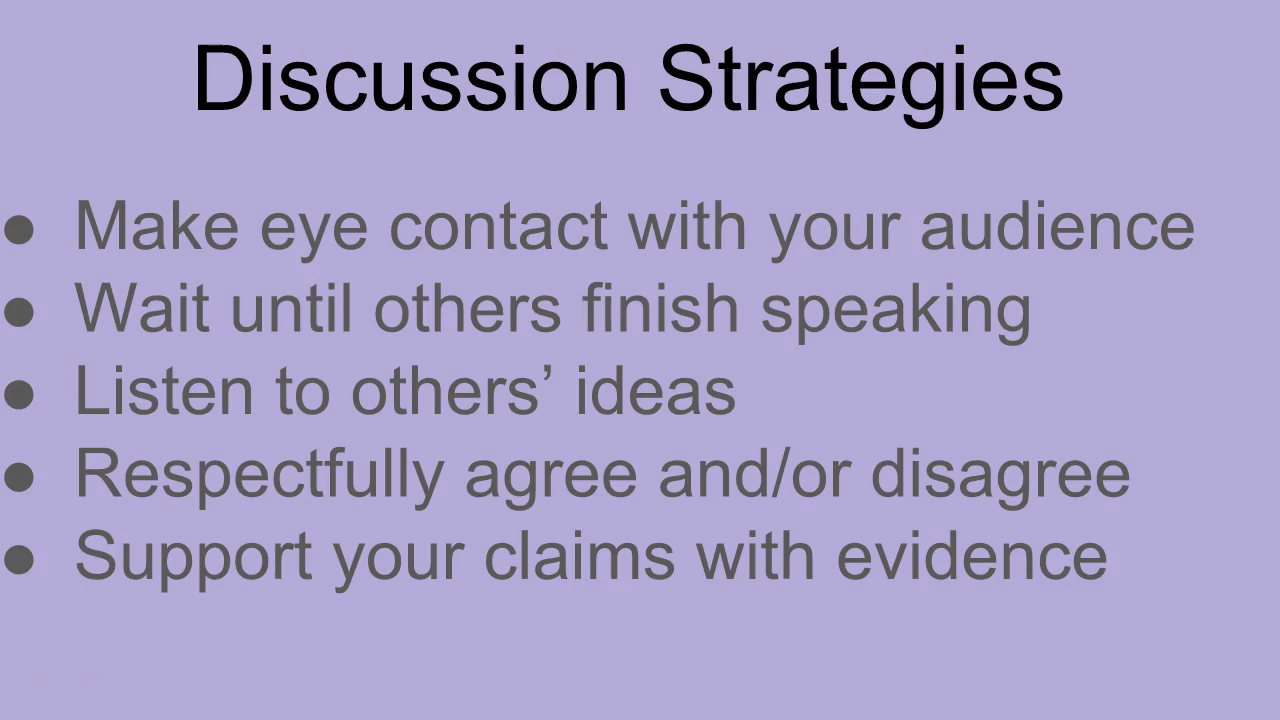 Discussion Strategies
● Make eye contact with your audience
● Wait until others finish speaking
● Listen to others’ ideas
● Respectfully agree and/or disagree
● Support your claims with evidence